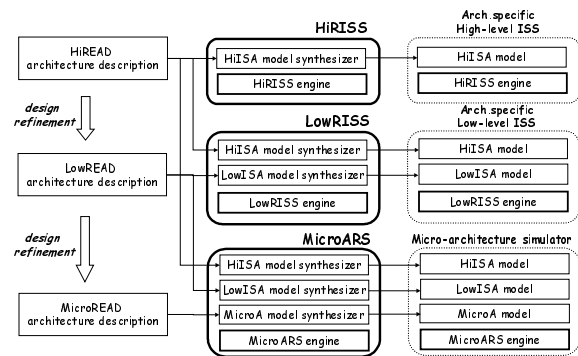 HiRISS
Arch.specific
High-level ISS
HiREAD
architecture description
HiISA model synthesizer
HiRISS engine
HiISA model
HiRISS engine
design
refinement
LowRISS
Arch.specific
Low-level ISS
LowREAD
architecture description
HiISA model synthesizer
LowISA model synthesizer
LowRISS engine
HiISA model
LowISA model
LowRISS engine
design
refinement
MicroARS
Micro-architecture simulator
MicroREAD
architecture description
HiISA model synthesizer
LowISA model synthesizer
MicroA model synthesizer
MicroARS engine
HiISA model
LowISA model
MicroA model
MicroARS engine